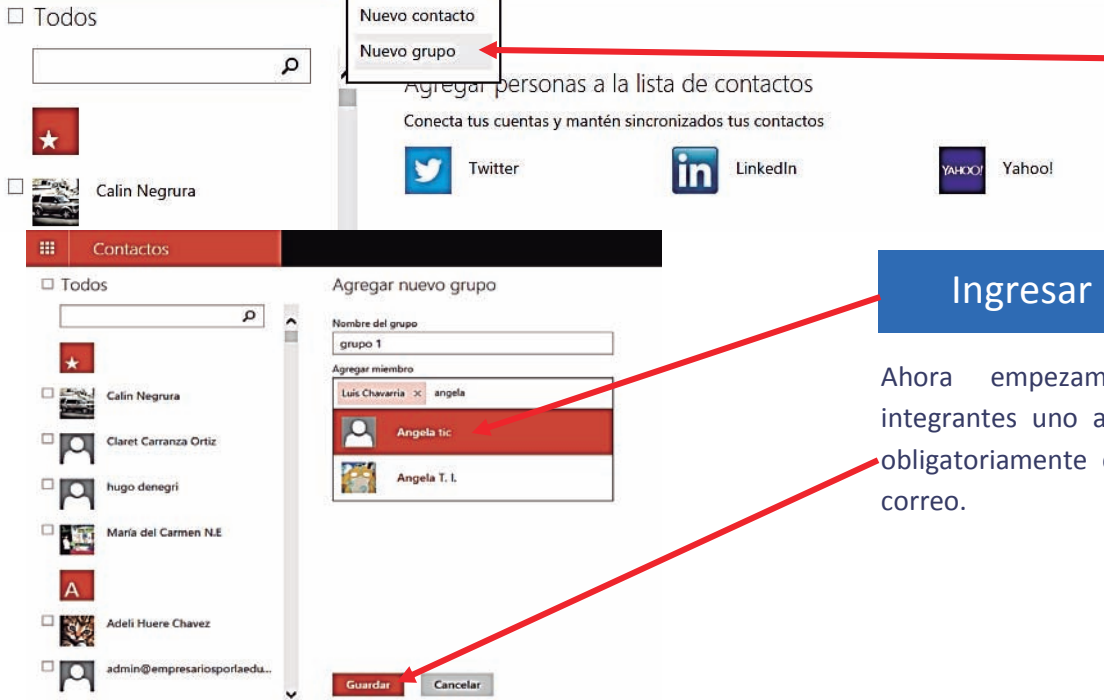 Todos
Nuevo contacto
Nuevo grupo
Agregar personas a la lista de contactos
Conecta tus cuentas y mantén sincronizados tus contactos
Twitter
in
LinkedIn
YAHOO!
Yahoo!
Calin Negrura
Contactos
Todos
Calin Negrura
Claret Carranza Ortiz
hugo denegri
María del Carmen N.E
A
Adeli Huere Chavez
admin@empresariosporlaedu...
Agregar nuevo grupo
Nombre del grupo
grupo 1
Agregar miembro
Luis Chavarria × angela
Angela tic
Angela T. I.
Guardar
Cancelar
Ingresar
Ahora empezam
integrantes uno a
obligatoriamente
correo.